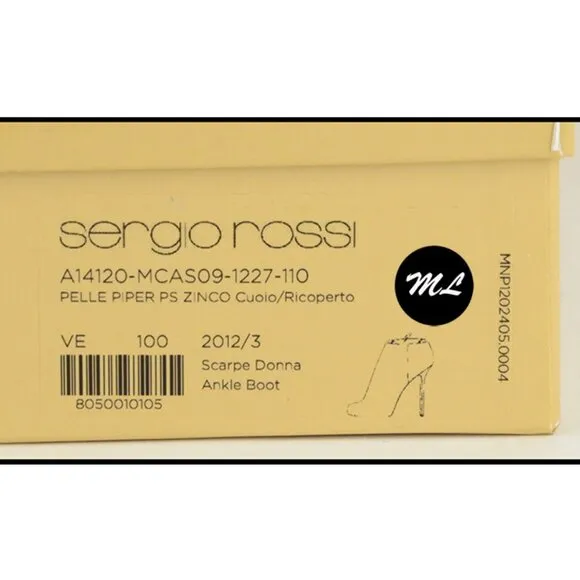 sergio rossi
A14120-MCAS09-1227-110
PELLE PIPER PS ZINCO Cuoio/Ricoperto
VE 100 2012/3
Scarpe Donna
Ankle Boot
8050010105
ML
MNP1202405.0004